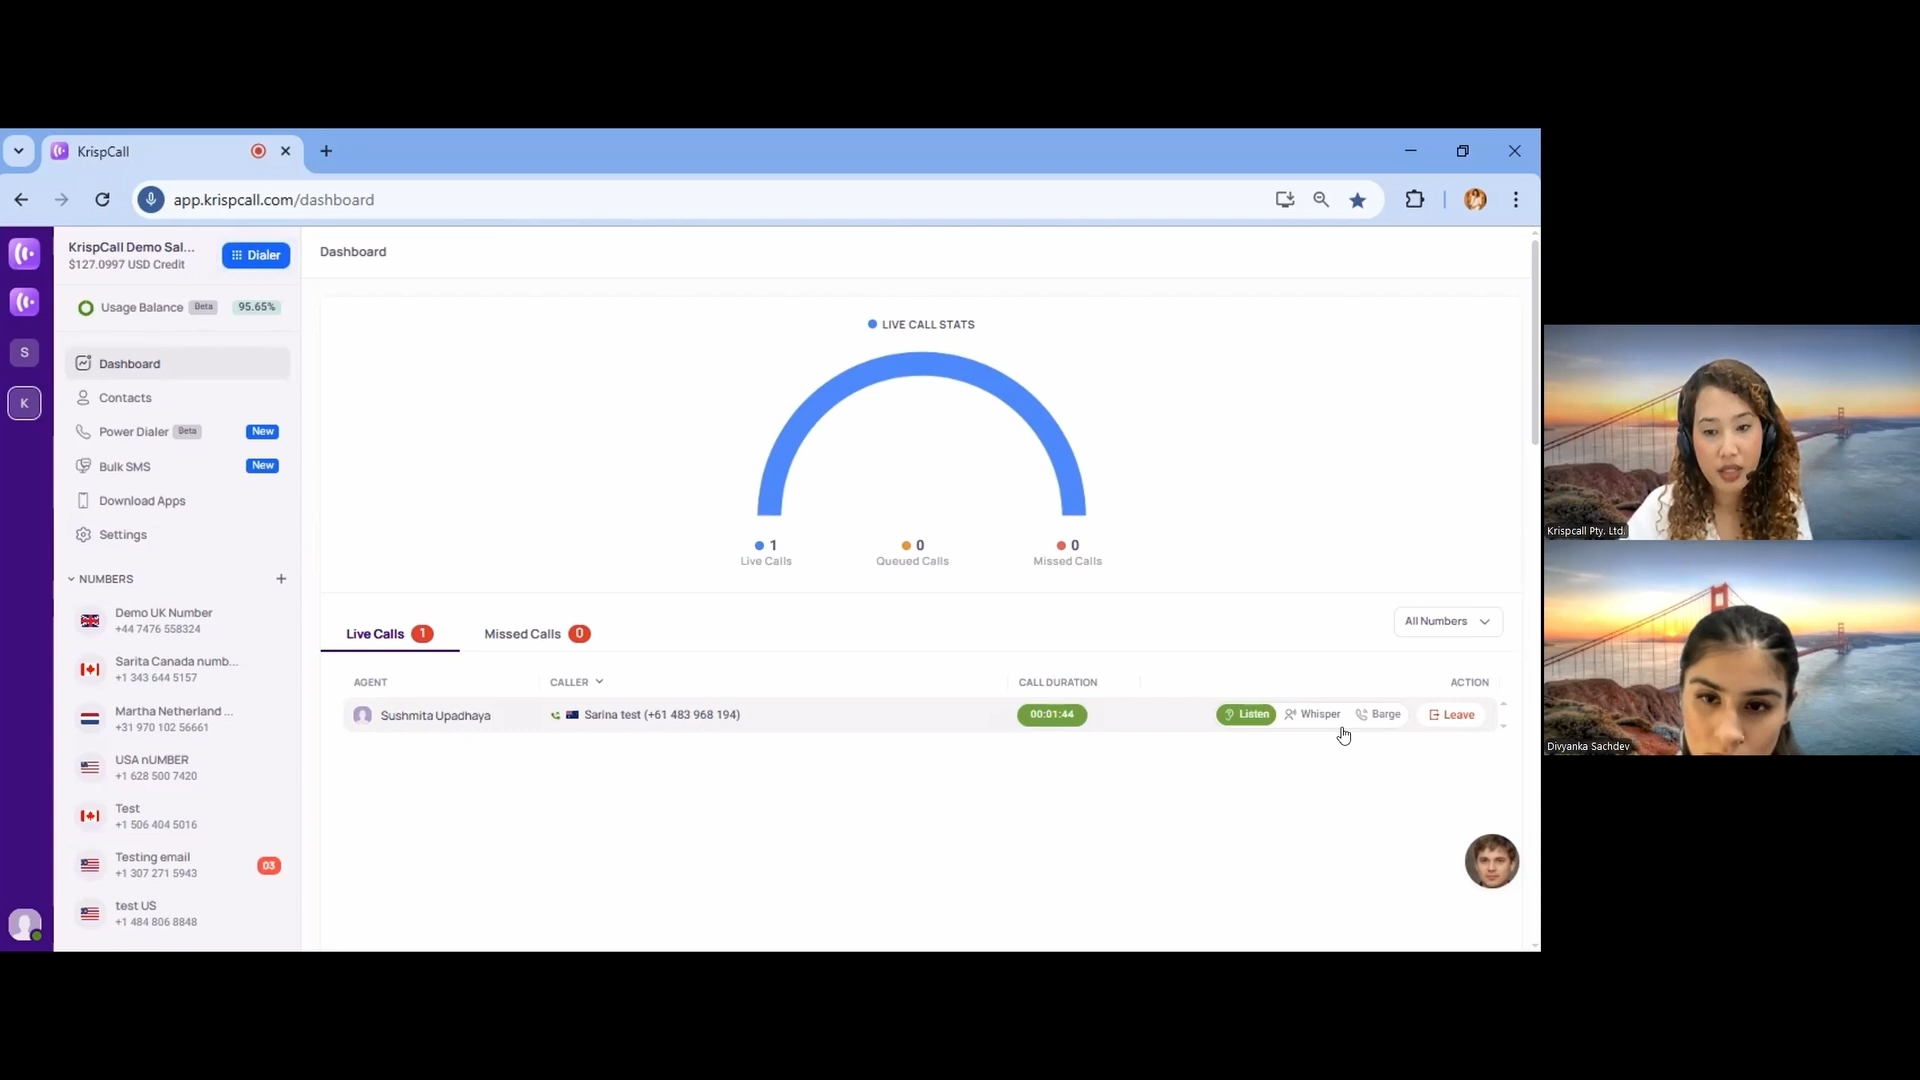 KrispCall
app.krispcall.com/dashboard
KrispCall Demo Sal...
$127.0997 USD Credit
Dialer
Usage Balance Beta 95.65%
Dashboard
Contacts
Power Dialer Beta New
Bulk SMS New
Download Apps
Settings
NUMBERS
Demo UK Number
+44 7476 558324
Sarita Canada numb...
+1 343 644 5157
Martha Netherland ...
+31 970 102 56661
USA nUMBER
+1 628 500 7420
Test
+1 506 404 5016
Testing email
+1 307 271 5943
03
test US
+1 484 806 8848
S
K
Dashboard
LIVE CALL STATS
1
Live Calls
0
Queued Calls
0
Missed Calls
Live Calls 1
Missed Calls 0
All Numbers
AGENT CALLER CALL DURATION ACTION
Sushmita Upadhaya Sarina test (+61 483 968 194) 00:01:44 Listen Whisper Barge Leave
Krispcall Pty. Ltd.
Divyanka Sachdev